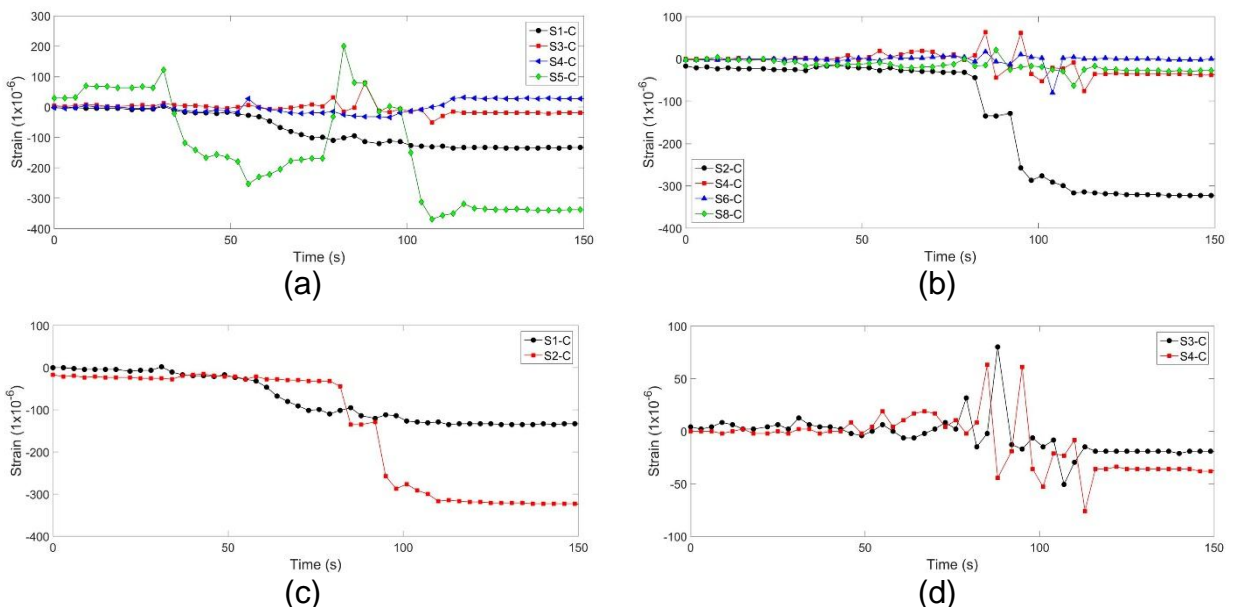 300
200
100
0
-100
-200
-300
-400
Strain (1x10-6)
0 50 100 150
Time (s)
S1-C
S3-C
S4-C
S5-C
(a)
100
0
-100
-200
-300
-400
Strain (1x10-6)
0 50 100 150
Time (s)
S2-C
S4-C
S6-C
S8-C
(b)
100
0
-100
-200
-300
-400
Strain (1x10-6)
0 50 100 150
Time (s)
S1-C
S2-C
(c)
100
50
0
-50
-100
Strain (1x10-6)
0 50 100 150
Time (s)
S3-C
S4-C
(d)